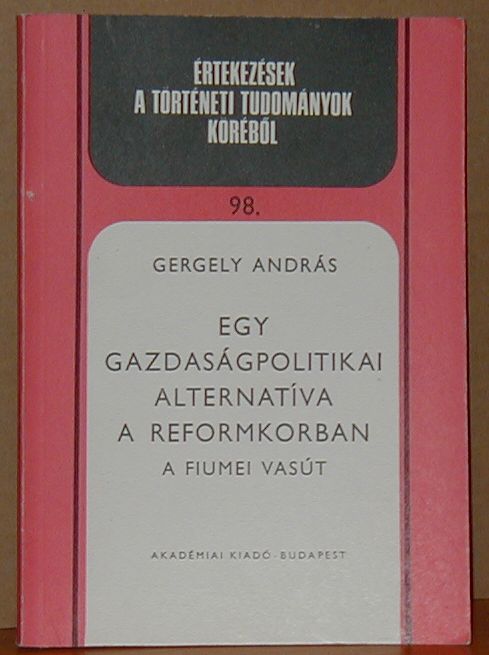 ÉRTEKEZÉSEK
A TÖRTÉNETI TUDOMÁNYOK
KÖRÉBŐL
98.
GERGELY ANDRÁS
EGY
GAZDASÁGPOLITIKAI
ALTERNATÍVA
A REFORMKORBAN
A FIUMEI VASÚT
AKADÉMIAI KIADÓ · BUDAPEST